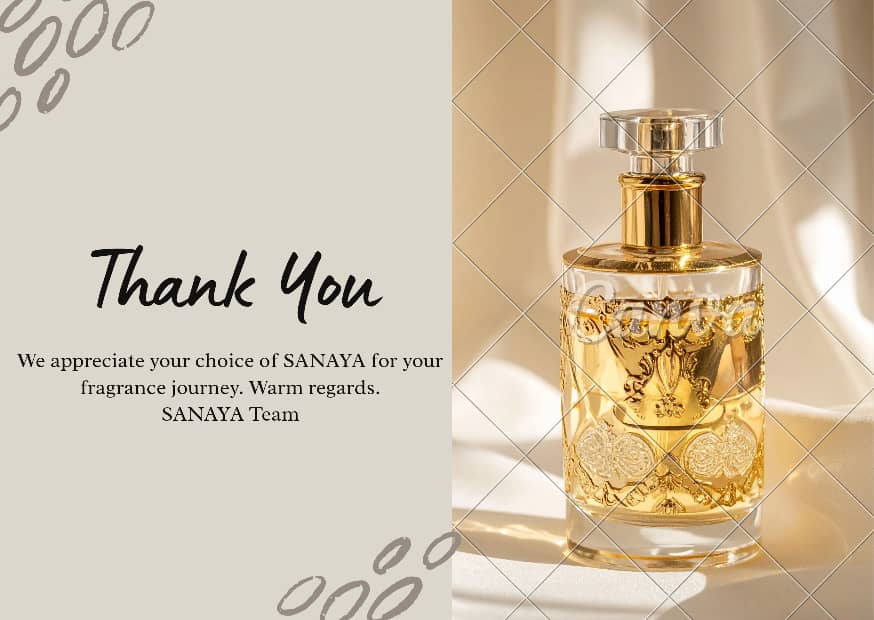 Thank You
We appreciate your choice of SANAYA for your
fragrance journey. Warm regards.
SANAYA Team
Canva